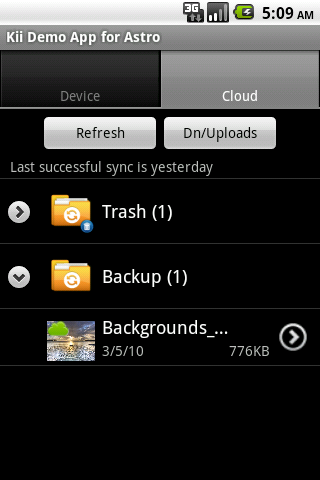 3G 5:09 AM
Kii Demo App for Astro
Device Cloud
Refresh Dn/Uploads
Last successful sync is yesterday
Trash (1)
Backup (1)
Backgrounds_...
3/5/10 776KB